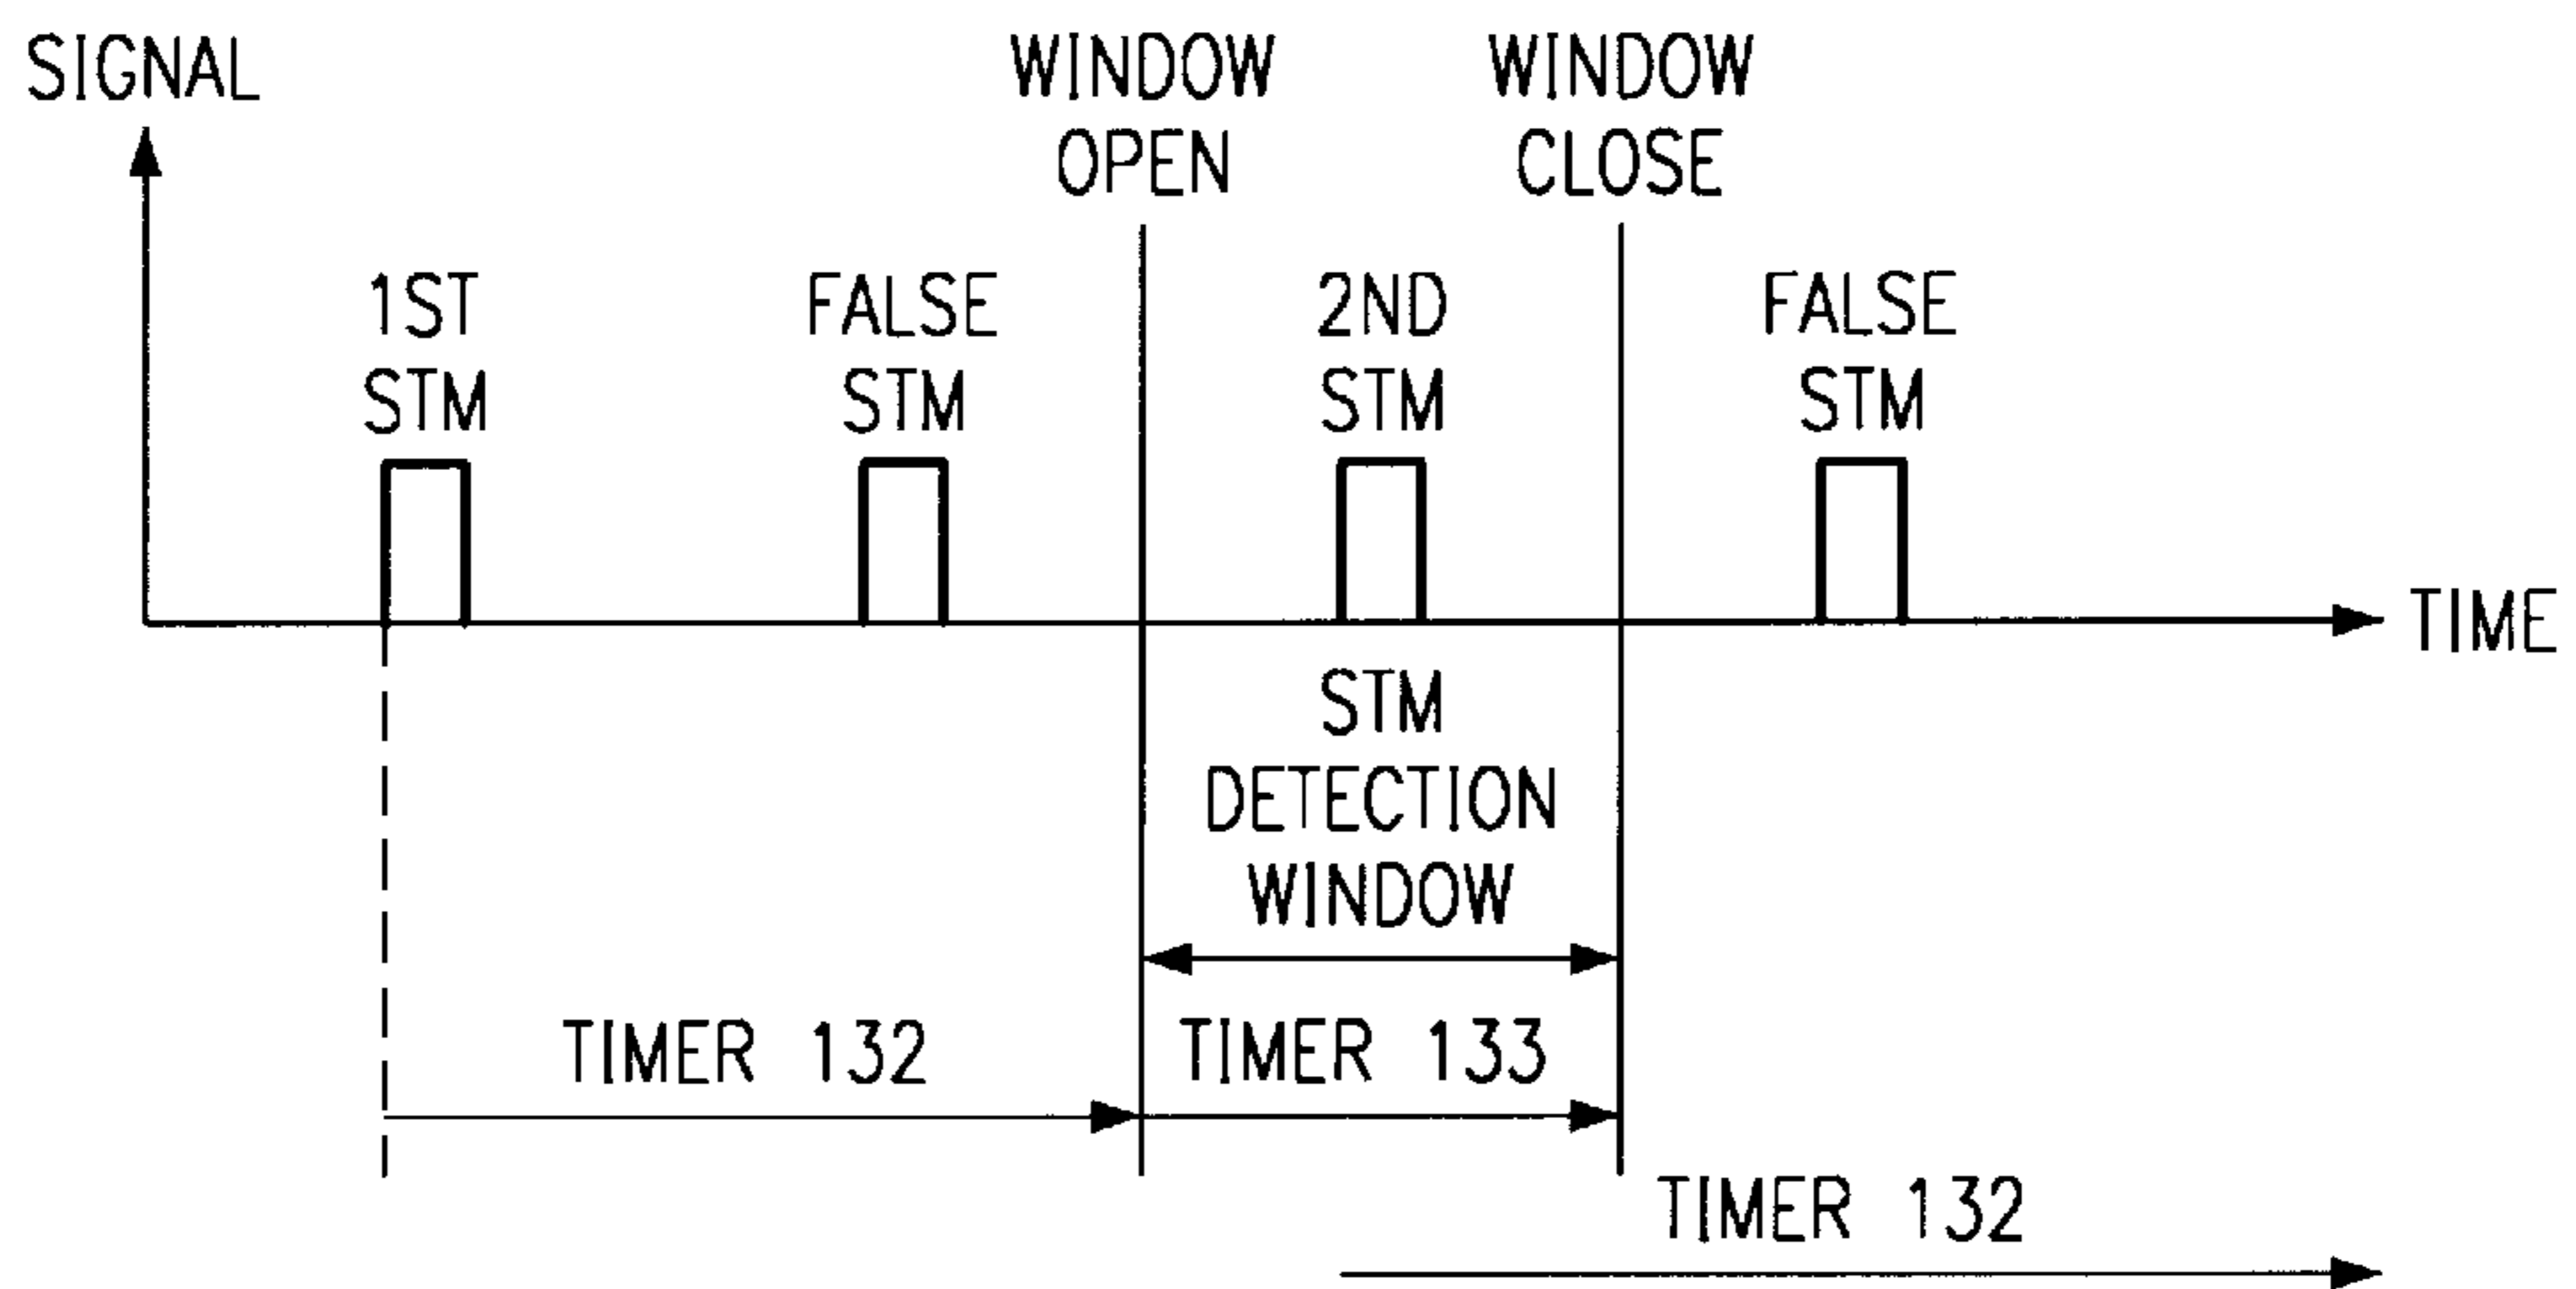 SIGNAL
WINDOW
OPEN
WINDOW
CLOSE
1ST
STM
FALSE
STM
2ND
STM
FALSE
STM
TIME
STM
DETECTION
WINDOW
TIMER 132
TIMER 133
TIMER 132